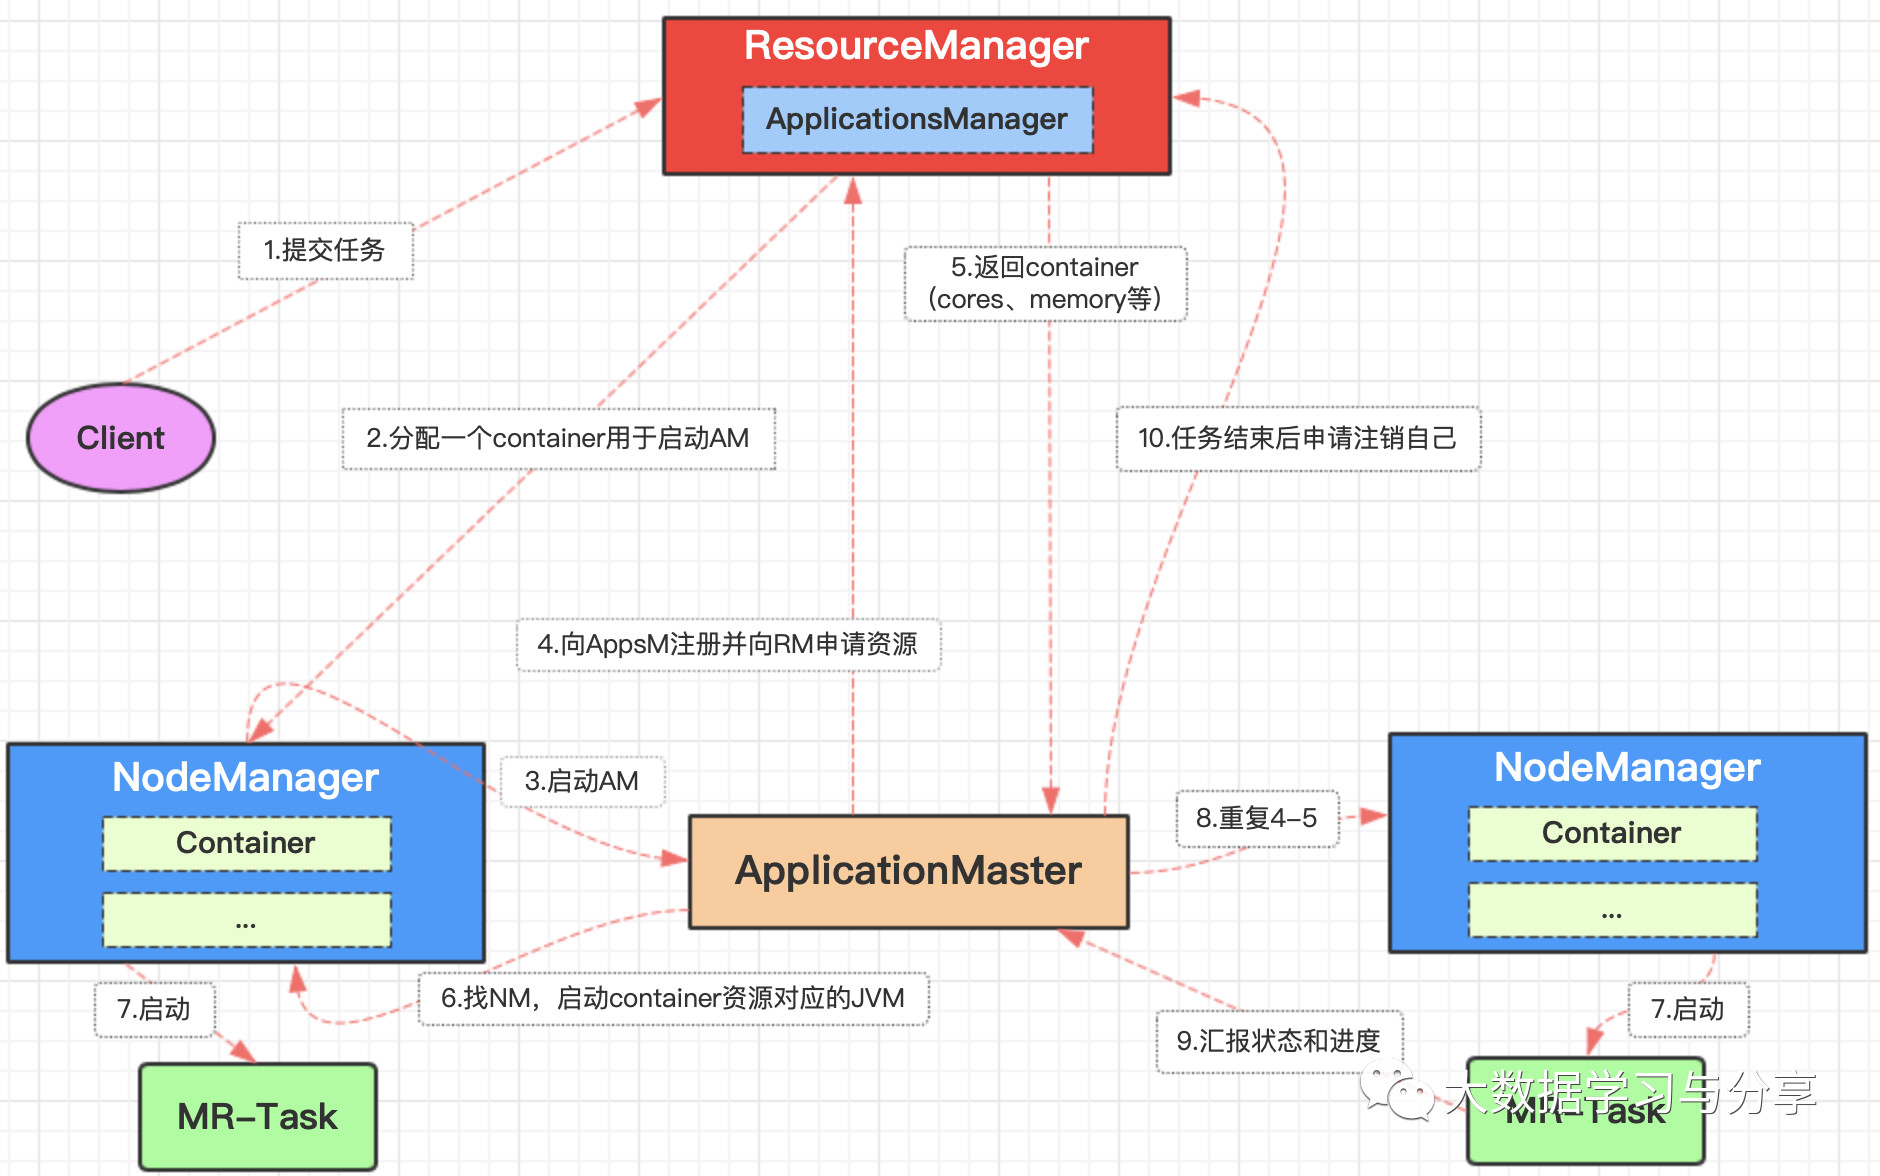 ResourceManager
ApplicationsManager
1.提交任务
5.返回container
(cores、memory等)
Client
2.分配一个container用于启动AM
10.任务结束后申请注销自己
4.向AppsM注册并向RM申请资源
NodeManager
Container
...
3.启动AM
ApplicationMaster
8.重复4-5
NodeManager
Container
...
7.启动
6.找NM，启动container资源对应的JVM
9.汇报状态和进度
7.启动
MR-Task
MR-Task
大数据学习与分享